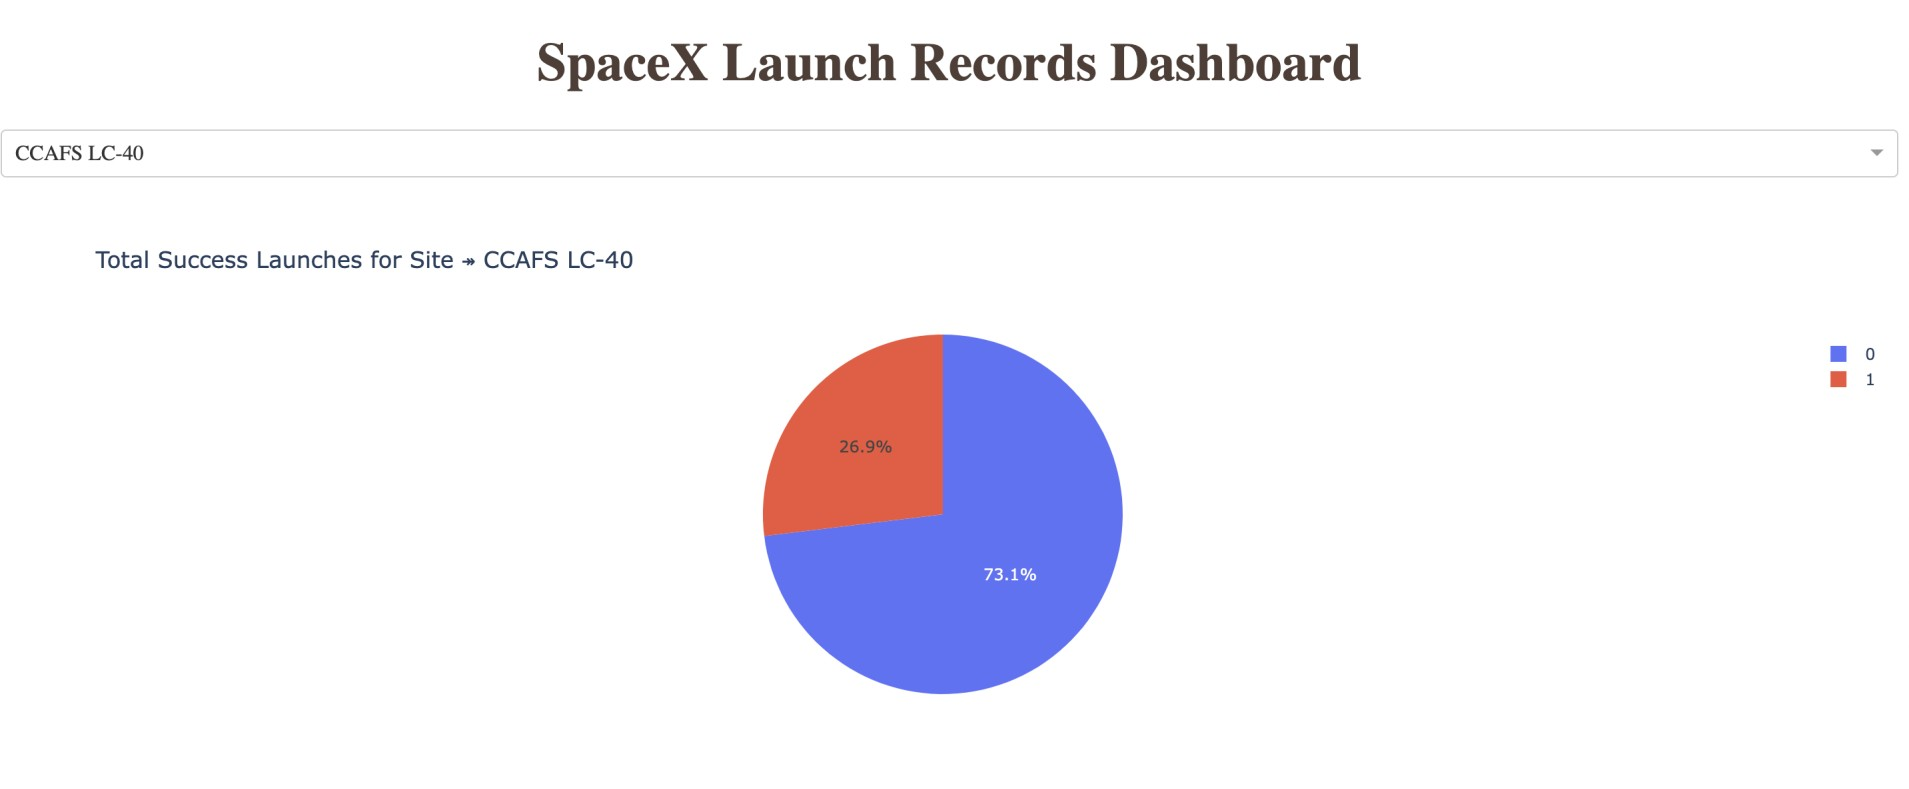 SpaceX Launch Records Dashboard
CCAFS LC-40
Total Success Launches for Site ↠ CCAFS LC-40
0
1
26.9%
73.1%